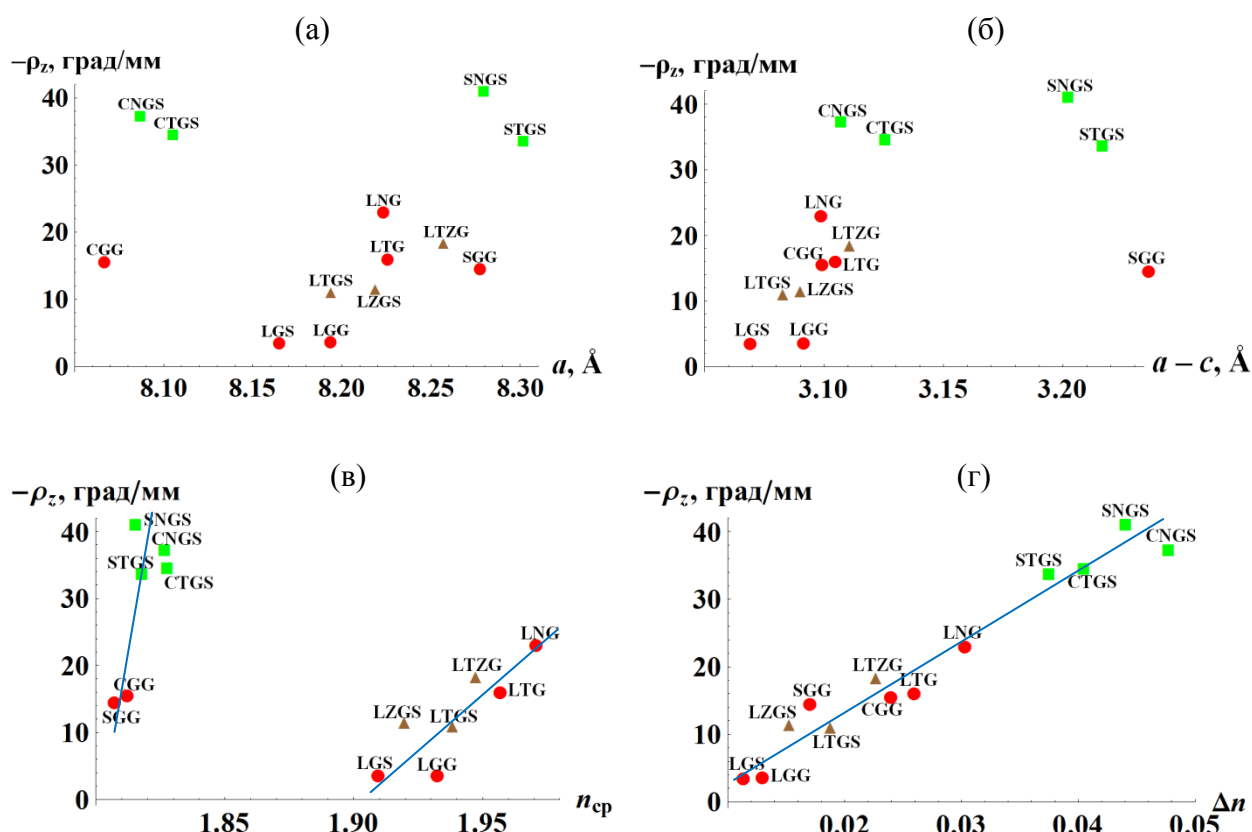 (а)
−ρz, град/мм
40
30
20
10
0
CNGS
CTGS
SNGS
STGS
CGG
LNG
LTG
LTZG
SGG
LTGS
LZGS
LGS
LGG
8.10
8.20
8.25
8.30
a, Å
(б)
−ρz, град/мм
40
30
20
10
0
SNGS
CNGS
CTGS
STGS
LNG
LTZG
CGG
LTG
SGG
LTGS
LZGS
LGS
LGG
3.10
3.15
3.20
a − c, Å
(в)
−ρz, град/мм
40
30
20
10
0
SNGS
CNGS
STGS
CTGS
CGG
SGG
LNG
LTZG
LTG
LZGS
LTGS
LGS
LGG
1.85
1.90
1.95
nср
(г)
−ρz, град/мм
40
30
20
10
0
SNGS
CNGS
STGS
CTGS
LNG
LTZG
LTG
SGG
CGG
LZGS
LTGS
LGS
LGG
0.02
0.03
0.04
0.05
Δn